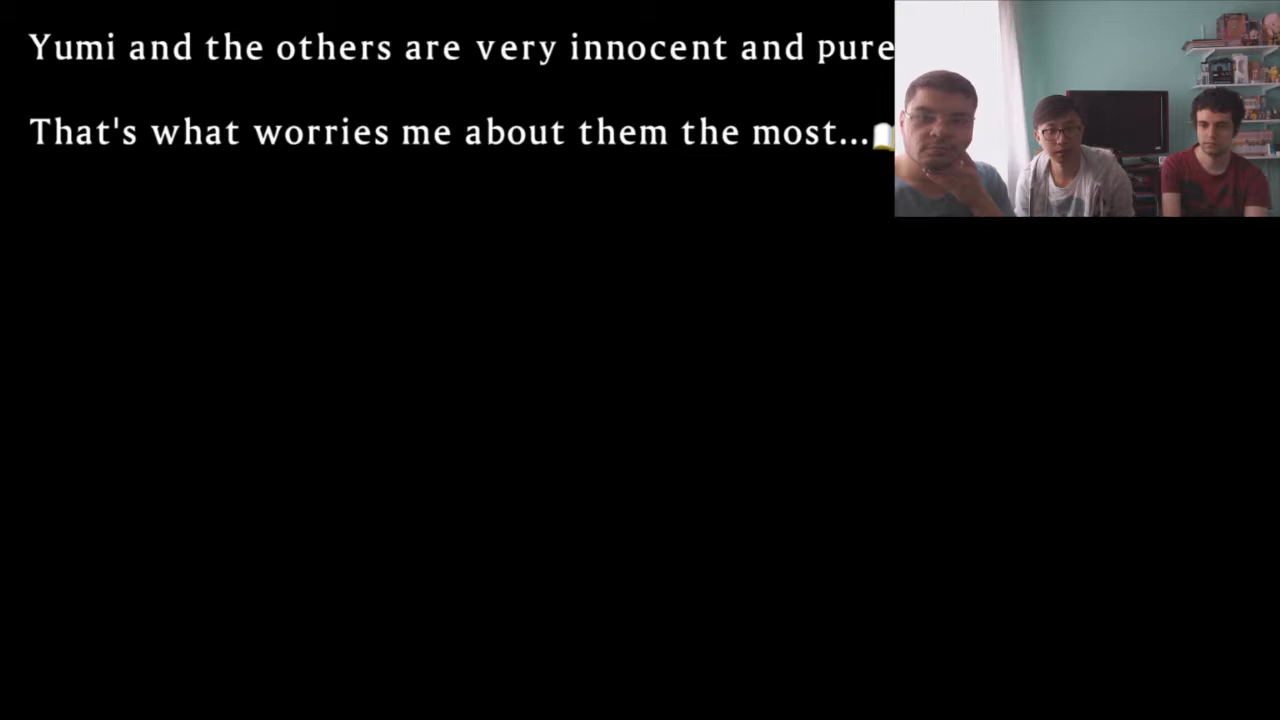 Yumi and the others are very innocent and pure
That's what worries me about them the most...